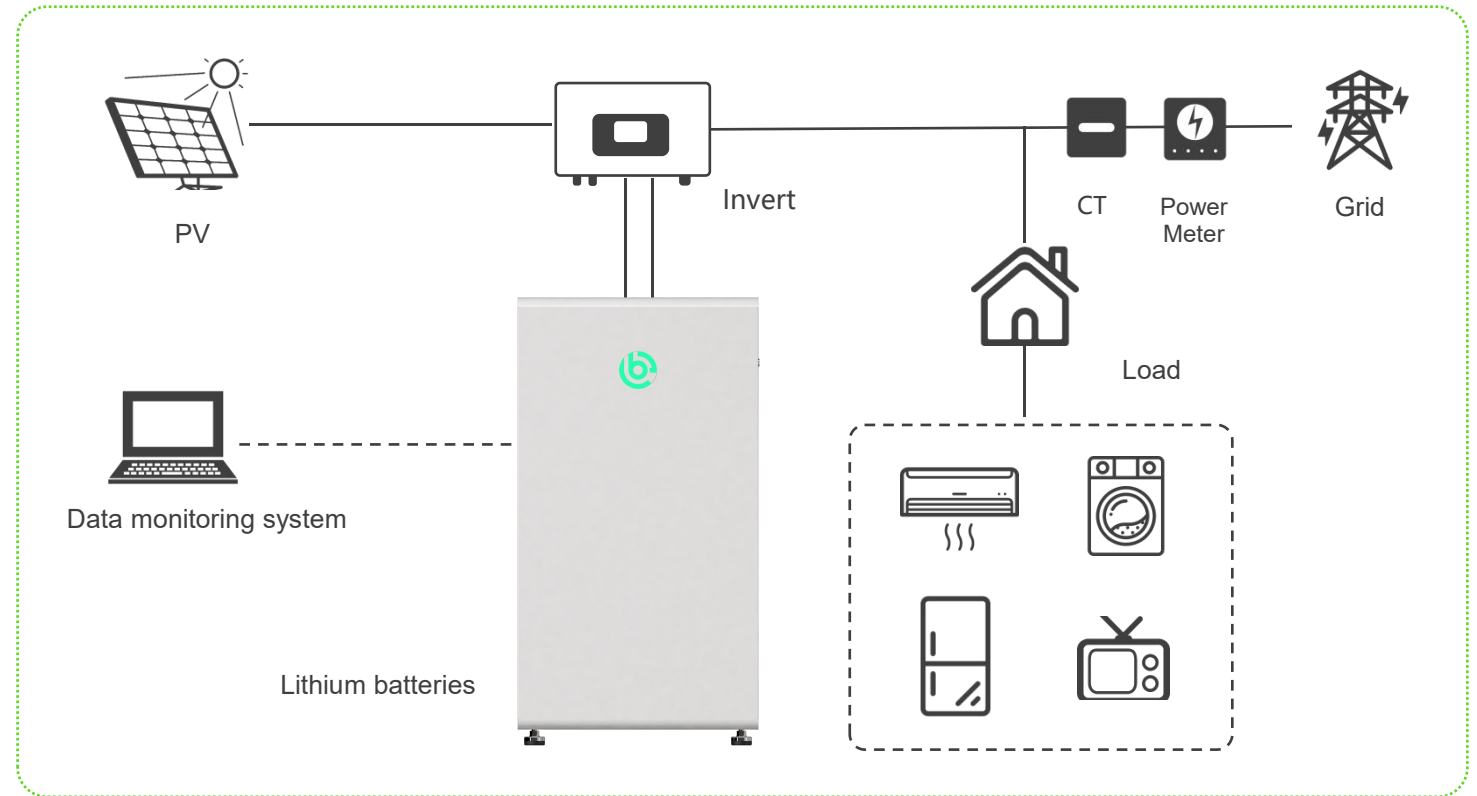 PV
Invert
CT
Power
Meter
Grid
Load
Data monitoring system
Lithium batteries